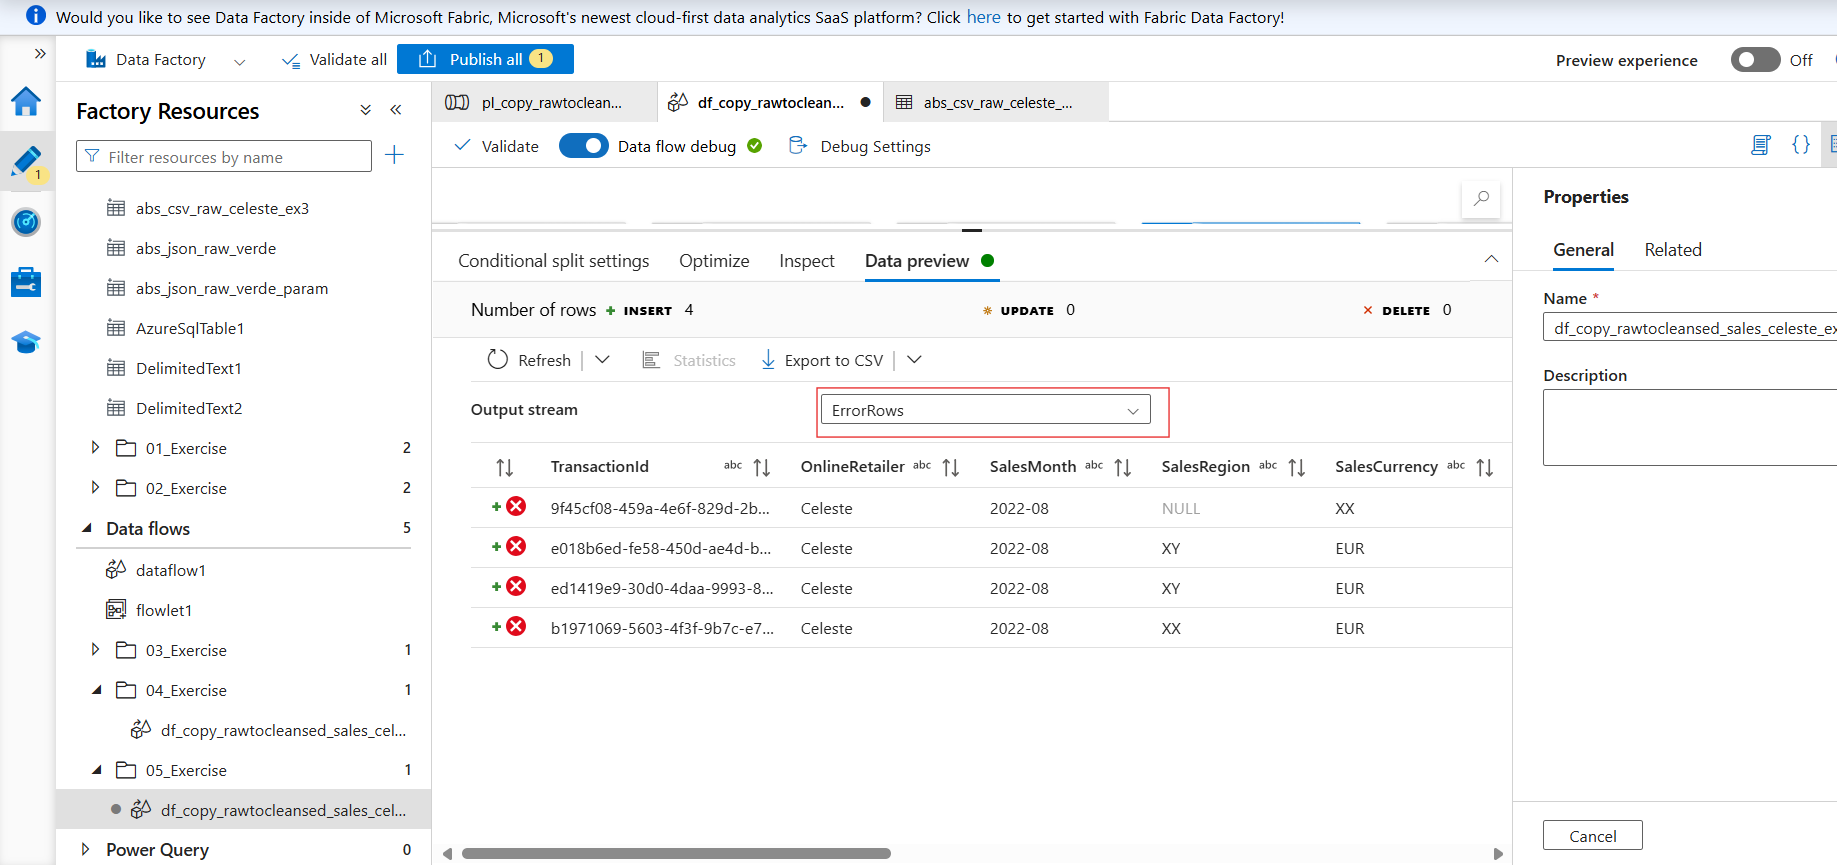 Would you like to see Data Factory inside of Microsoft Fabric, Microsoft's newest cloud-first data analytics SaaS platform? Click here to get started with Fabric Data Factory!
Data Factory
Validate all
Publish all 1
Preview experience
Off
1
Factory Resources
Filter resources by name
abs_csv_raw_celeste_ex3
abs_json_raw_verde
abs_json_raw_verde_param
AzureSqlTable1
DelimitedText1
DelimitedText2
01_Exercise 2
02_Exercise 2
Data flows 5
dataflow1
flowlet1
03_Exercise 1
04_Exercise 1
df_copy_rawtocleansed_sales_cel...
05_Exercise 1
df_copy_rawtocleansed_sales_cel...
Power Query 0
pl_copy_rawtoclean... df_copy_rawtoclean... abs_csv_raw_celeste_...
Validate Data flow debug Debug Settings
Conditional split settings Optimize Inspect Data preview
Number of rows + INSERT 4 UPDATE 0 DELETE 0
Refresh Statistics Export to CSV
Output stream ErrorRows
TransactionId abc OnlineRetailer abc SalesMonth abc SalesRegion abc SalesCurrency abc
9f45cf08-459a-4e6f-829d-2b... Celeste 2022-08 NULL XX
e018b6ed-fe58-450d-ae4d-b... Celeste 2022-08 XY EUR
ed1419e9-30d0-4daa-9993-8... Celeste 2022-08 XY EUR
b1971069-5603-4f3f-9b7c-e7... Celeste 2022-08 XX EUR
Properties
General Related
Name *
df_copy_rawtocleansed_sales_celeste_ex
Description
Cancel